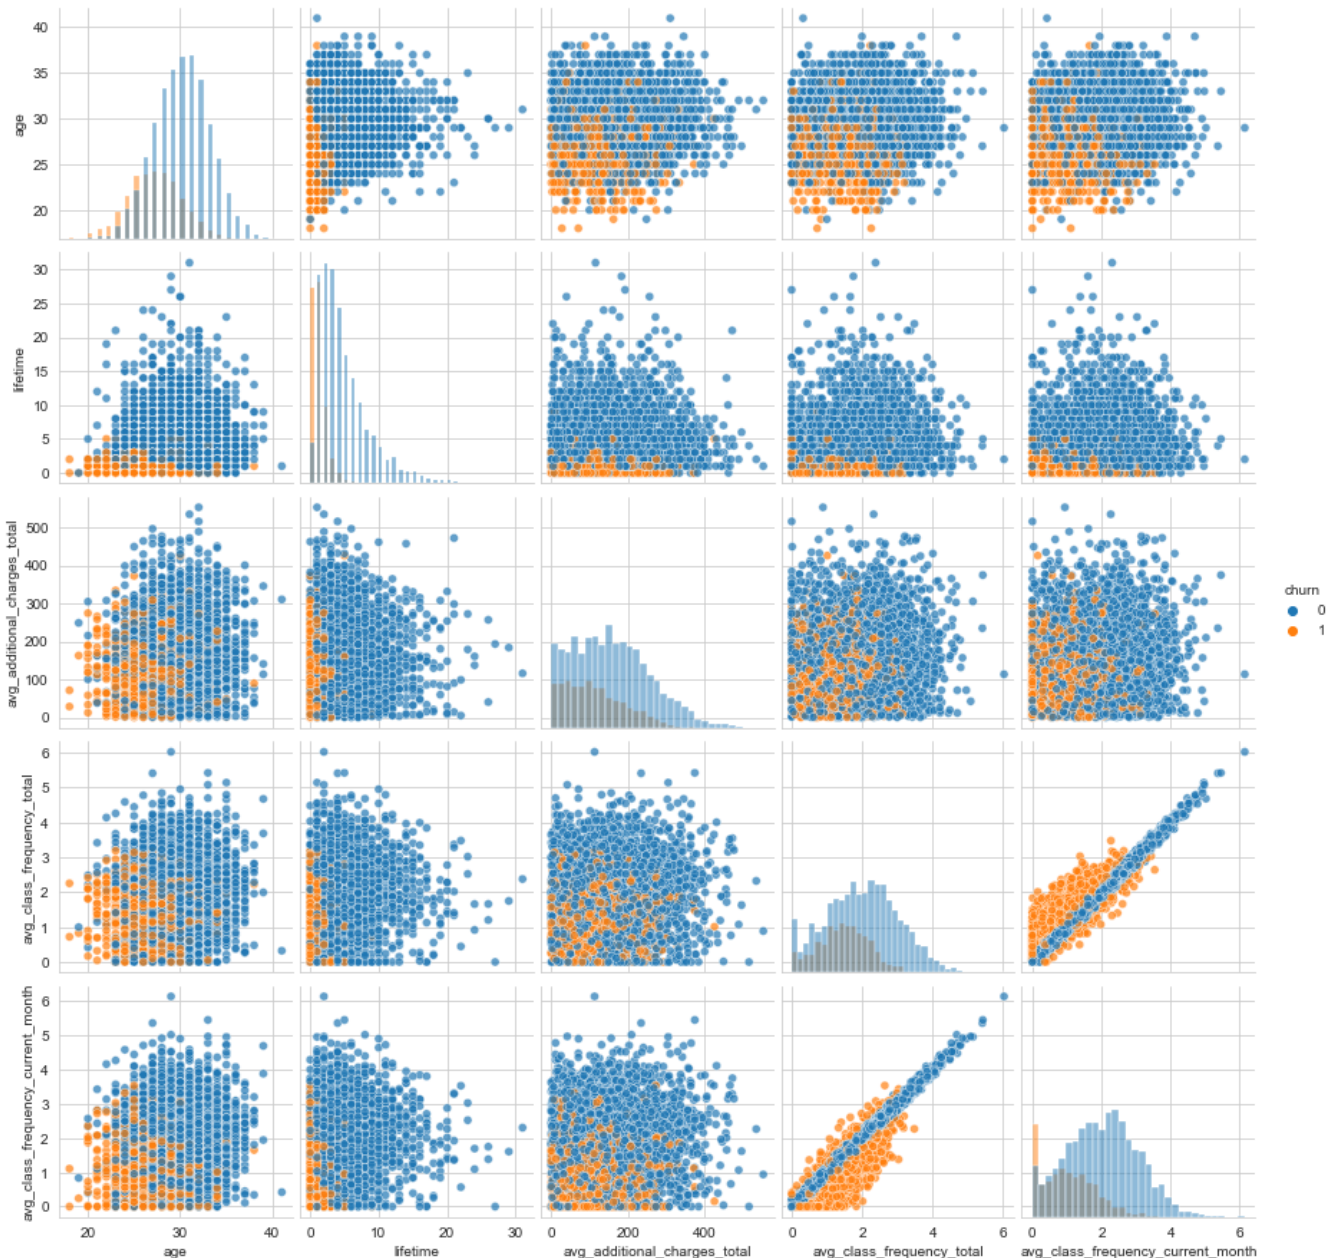 40
35
30
25
20
age
30
25
20
15
10
5
0
lifetime
500
400
300
200
100
0
avg_additional_charges_total
6
5
4
3
2
1
0
avg_class_frequency_total
6
5
4
3
2
1
0
avg_class_frequency_current_month
20 30 40
0 10 20 30
200 400
0 2 4 6
0 2 4 6
age
lifetime
avg_additional_charges_total
avg_class_frequency_total
avg_class_frequency_current_month
churn
0
1